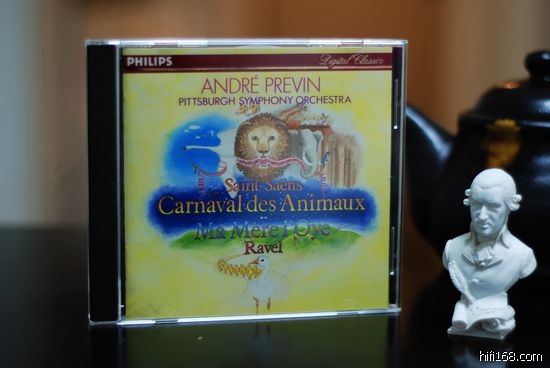 PHILIPS
Digital Classics
ANDRÉ PREVIN
PITTSBURGH SYMPHONY ORCHESTRA
Saint-Saëns
Carnaval des Animaux
Ma Mère l'Oye
Ravel
hifi168.com